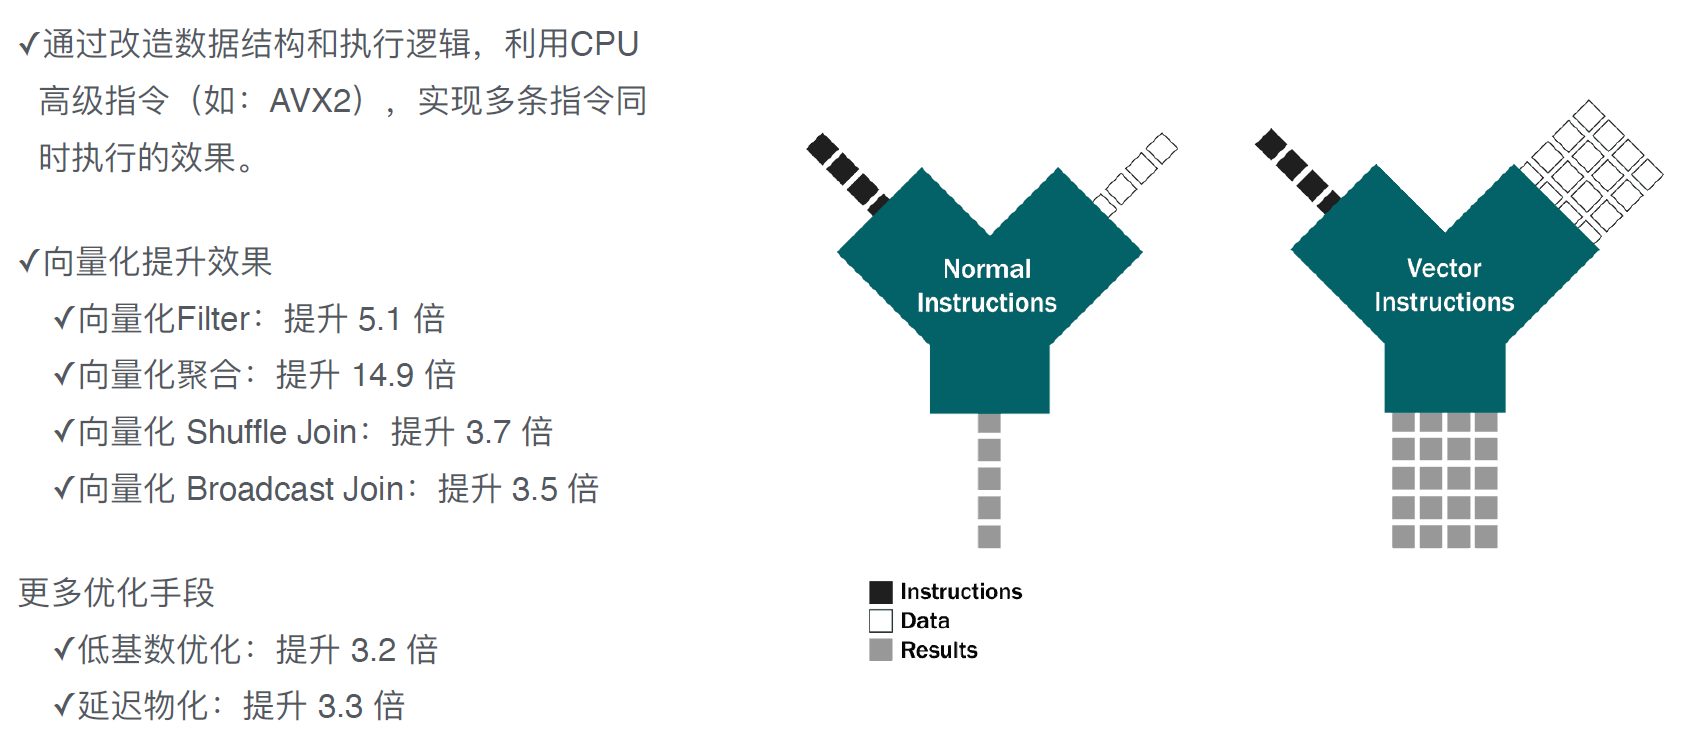 ✓通过改造数据结构和执行逻辑，利用CPU
高级指令（如：AVX2），实现多条指令同
时执行的效果。
✓向量化提升效果
✓向量化Filter：提升 5.1 倍
✓向量化聚合：提升 14.9 倍
✓向量化 Shuffle Join：提升 3.7 倍
✓向量化 Broadcast Join：提升 3.5 倍
更多优化手段
✓低基数优化：提升 3.2 倍
✓延迟物化：提升 3.3 倍
Normal
Instructions
Vector
Instructions
Instructions
Data
Results